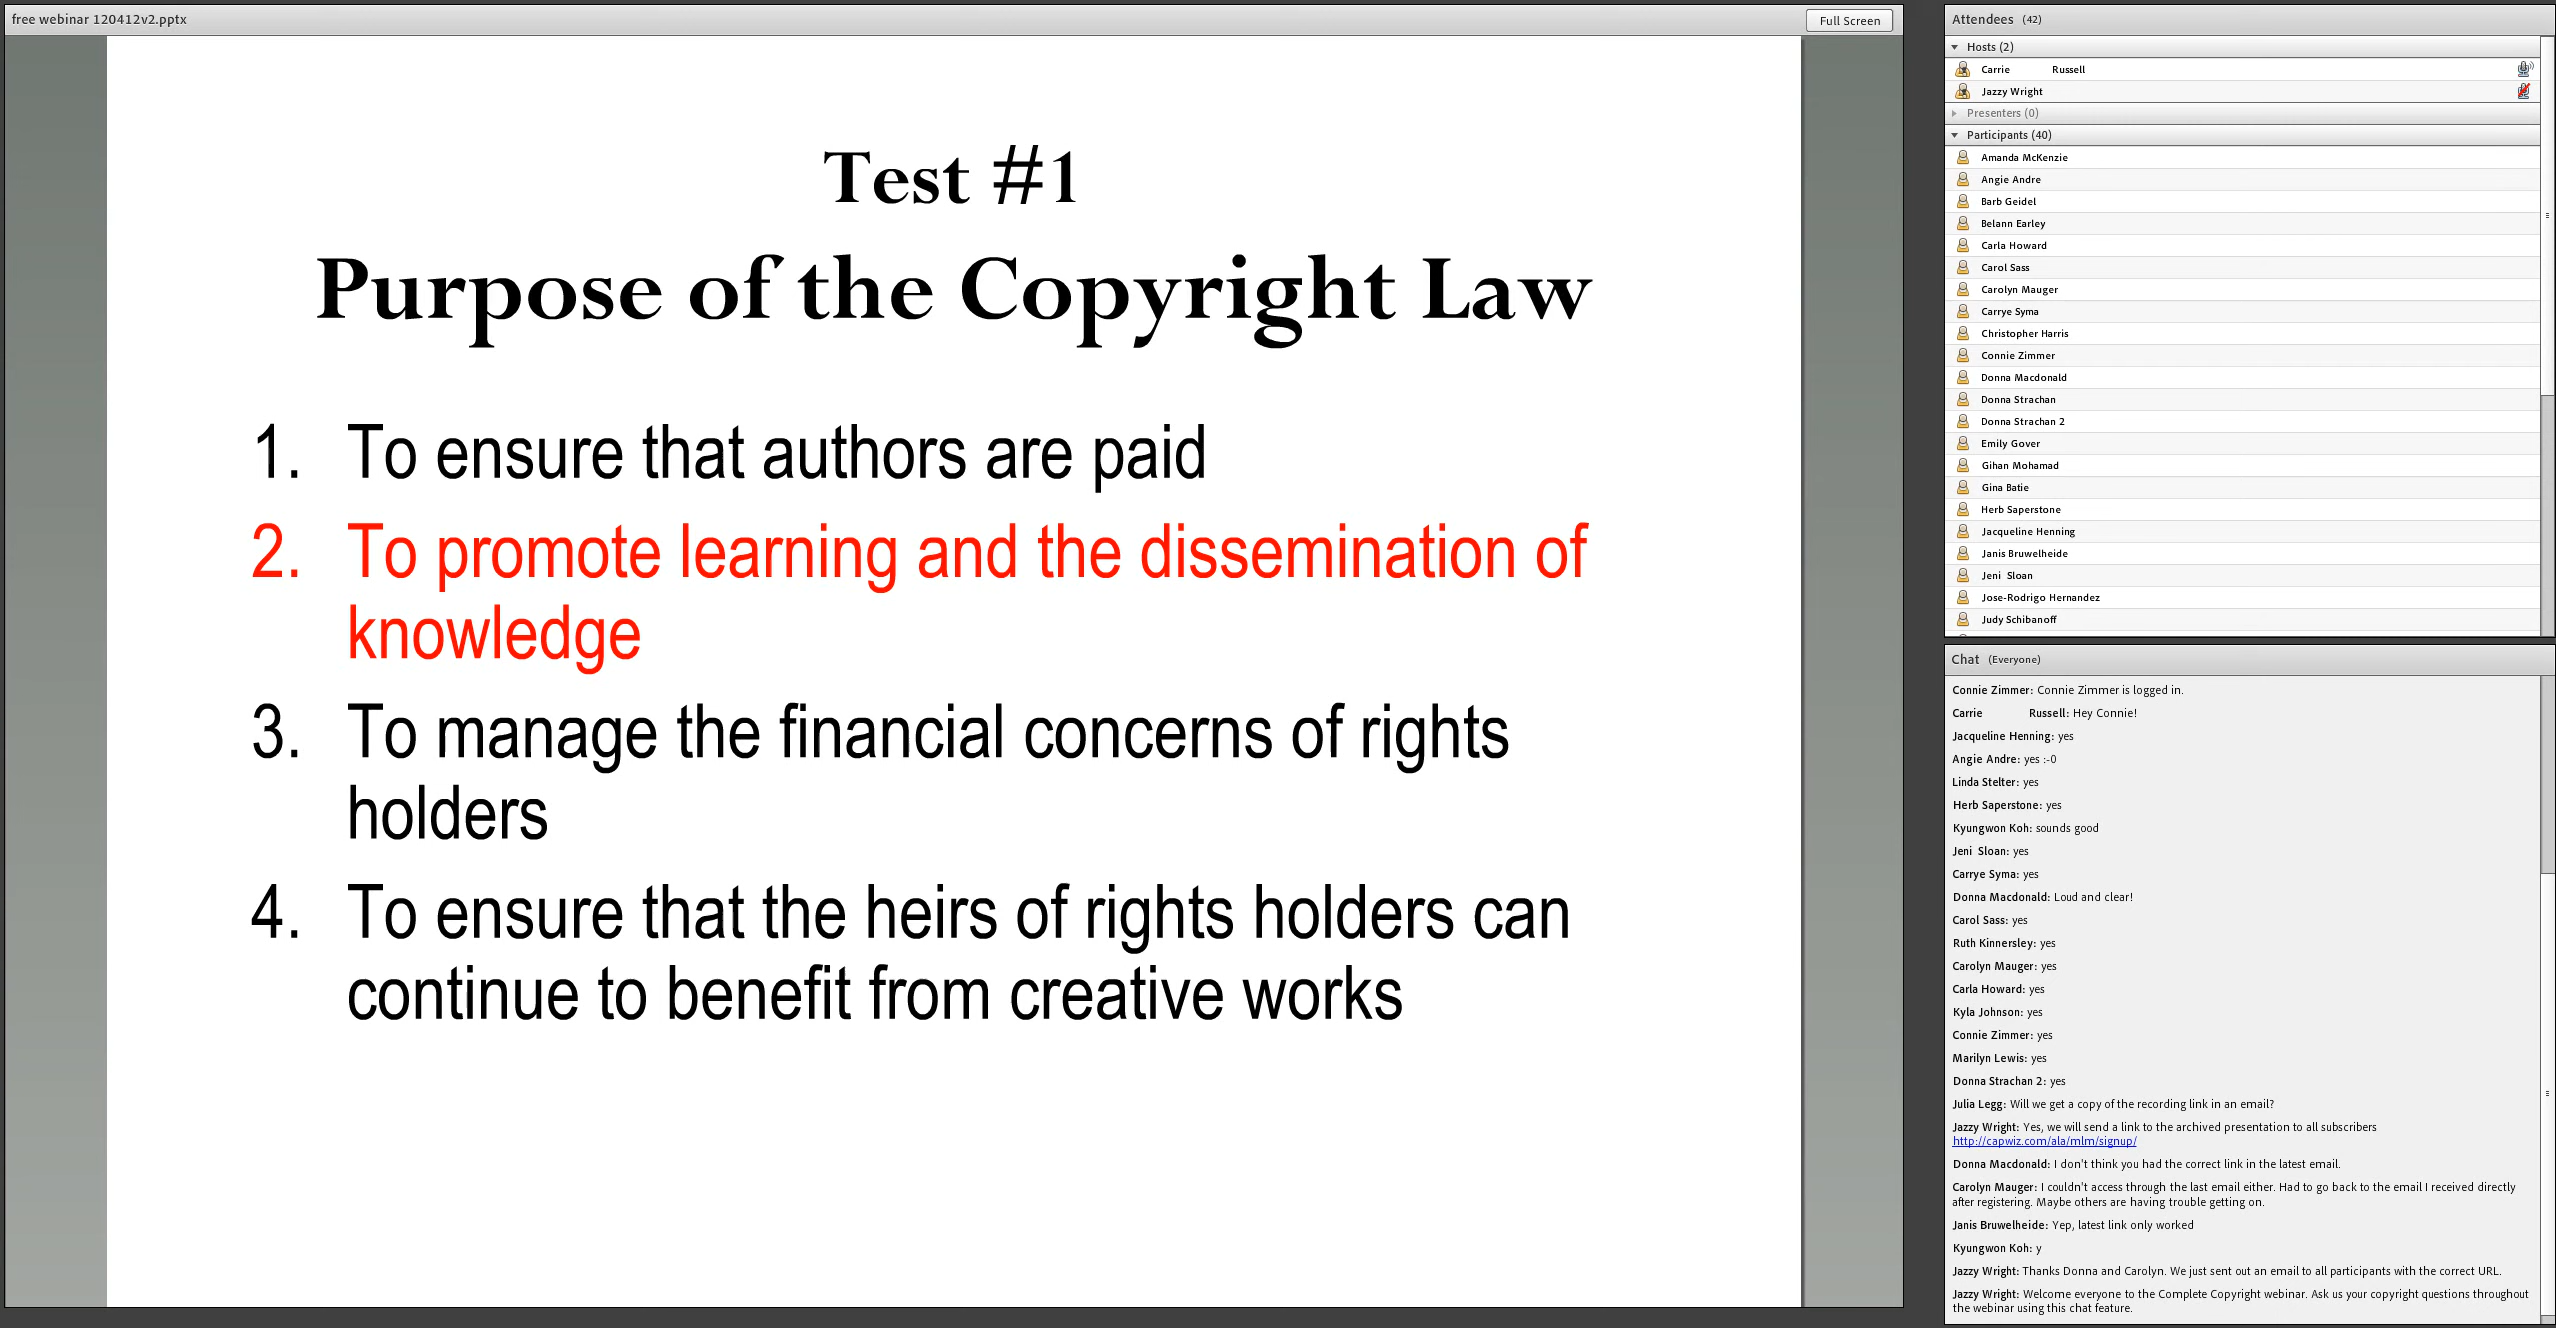 free webinar 120412v2.pptx
Full Screen
Test #1
Purpose of the Copyright Law
1. To ensure that authors are paid
2. To promote learning and the dissemination of
knowledge
3. To manage the financial concerns of rights
holders
4. To ensure that the heirs of rights holders can
continue to benefit from creative works
Attendees (42)
Hosts (2)
Carrie Russell
Jazzy Wright
Presenters (0)
Participants (40)
Amanda McKenzie
Angie Andre
Barb Geidel
Belann Earley
Carla Howard
Carol Sass
Carolyn Mauger
Carrye Syma
Christopher Harris
Connie Zimmer
Donna Macdonald
Donna Strachan
Donna Strachan 2
Emily Gover
Gihan Mohamad
Gina Batie
Herb Saperstone
Jacqueline Henning
Janis Bruwelheide
Jeni Sloan
Jose-Rodrigo Hernandez
Judy Schibanoff
Chat (Everyone)
Connie Zimmer: Connie Zimmer is logged in.
Carrie Russell: Hey Connie!
Jacqueline Henning: yes
Angie Andre: yes :-0
Linda Stelter: yes
Herb Saperstone: yes
Kyungwon Koh: sounds good
Jeni Sloan: yes
Carrye Syma: yes
Donna Macdonald: Loud and clear!
Carol Sass: yes
Ruth Kinnersley: yes
Carolyn Mauger: yes
Carla Howard: yes
Kyla Johnson: yes
Connie Zimmer: yes
Marilyn Lewis: yes
Donna Strachan 2: yes
Julia Legg: Will we get a copy of the recording link in an email?
Jazzy Wright: Yes, we will send a link to the archived presentation to all subscribers
http://capwiz.com/ala/mlm/signup/
Donna Macdonald: I don't think you had the correct link in the latest email.
Carolyn Mauger: I couldn't access through the last email either. Had to go back to the email I received directly
after registering. Maybe others are having trouble getting on.
Janis Bruwelheide: Yep, latest link only worked
Kyungwon Koh: y
Jazzy Wright: Thanks Donna and Carolyn. We just sent out an email to all participants with the correct URL.
Jazzy Wright: Welcome everyone to the Complete Copyright webinar. Ask us your copyright questions throughout
the webinar using this chat feature.